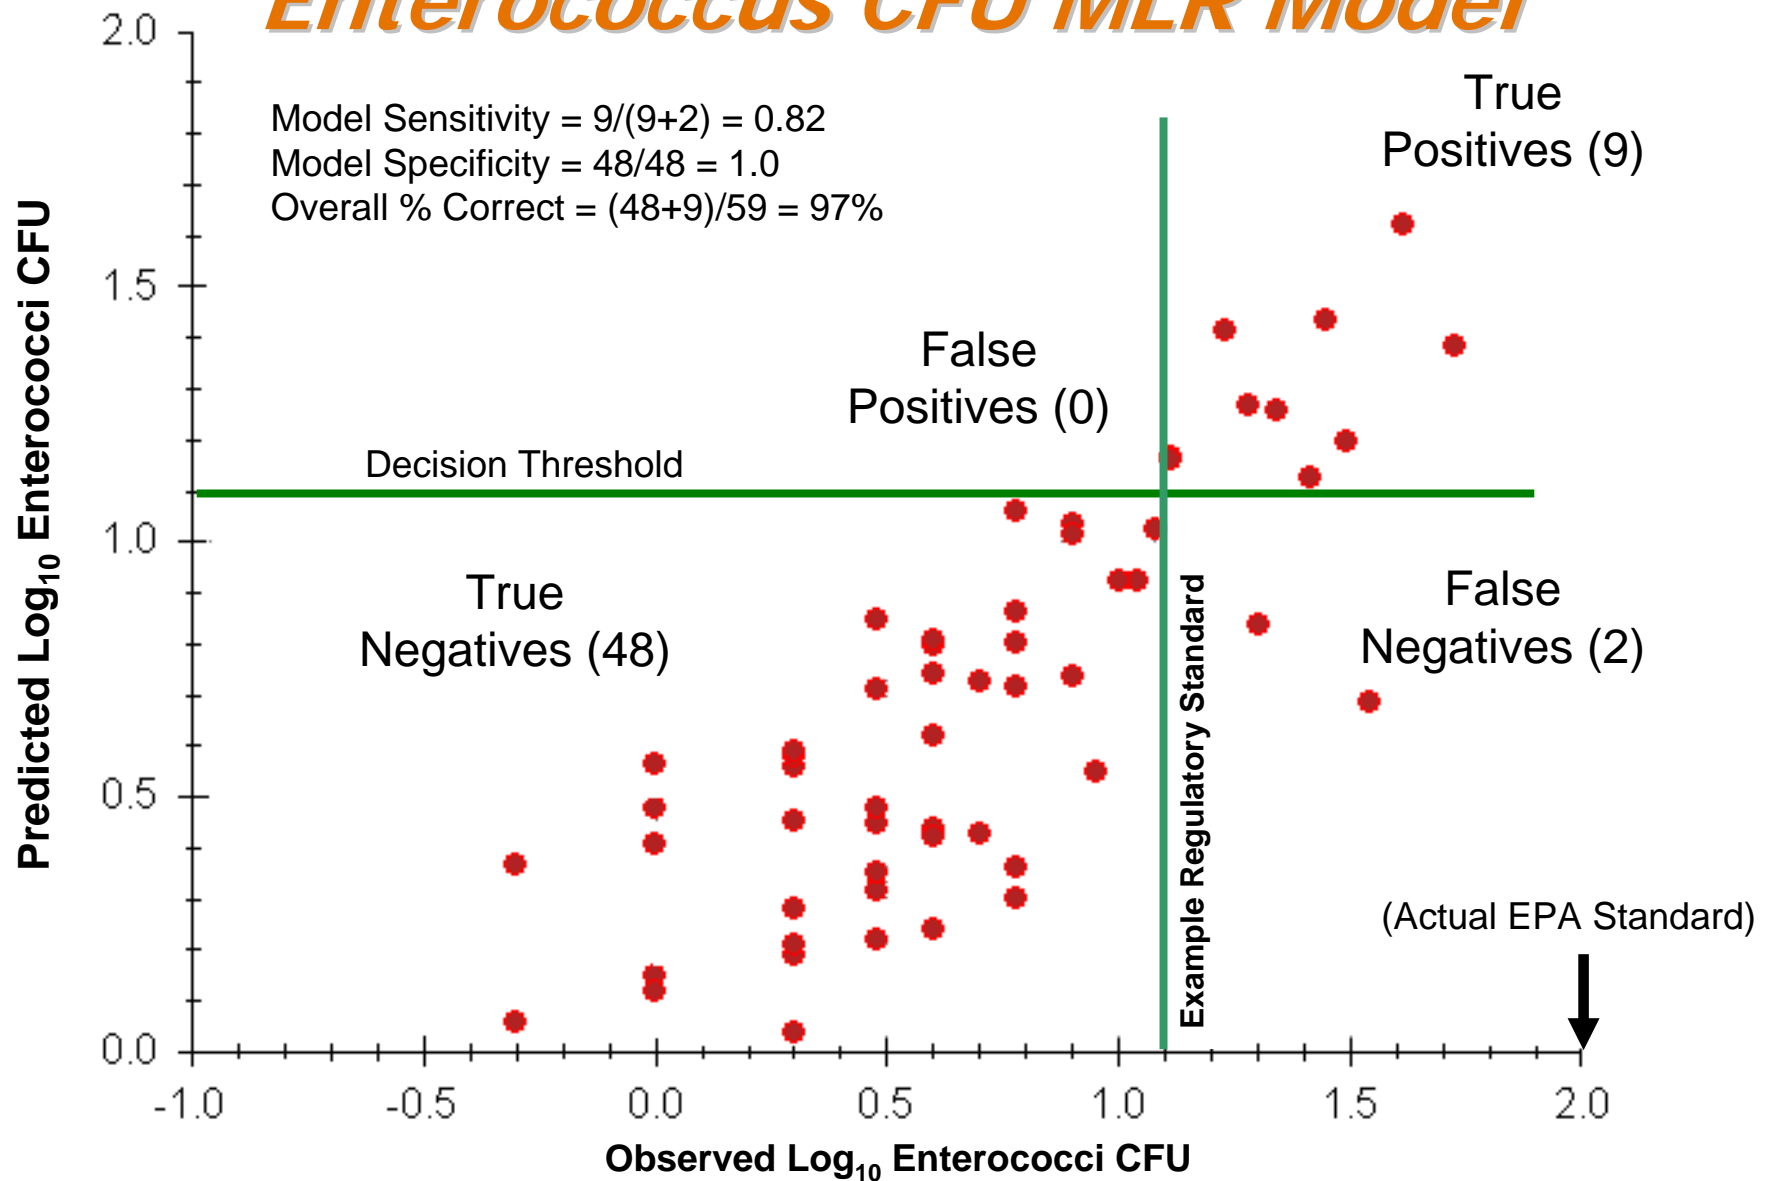 Enterococcus CFU MLR Model
Model Sensitivity = 9/(9+2) = 0.82
Model Specificity = 48/48 = 1.0
Overall % Correct = (48+9)/59 = 97%
True
Positives (9)
False
Positives (0)
Decision Threshold
True
Negatives (48)
False
Negatives (2)
Example Regulatory Standard
(Actual EPA Standard)
Predicted Log10 Enterococci CFU
2.0
1.5
1.0
0.5
0.0
-1.0 -0.5 0.0 0.5 1.0 1.5 2.0
Observed Log10 Enterococci CFU